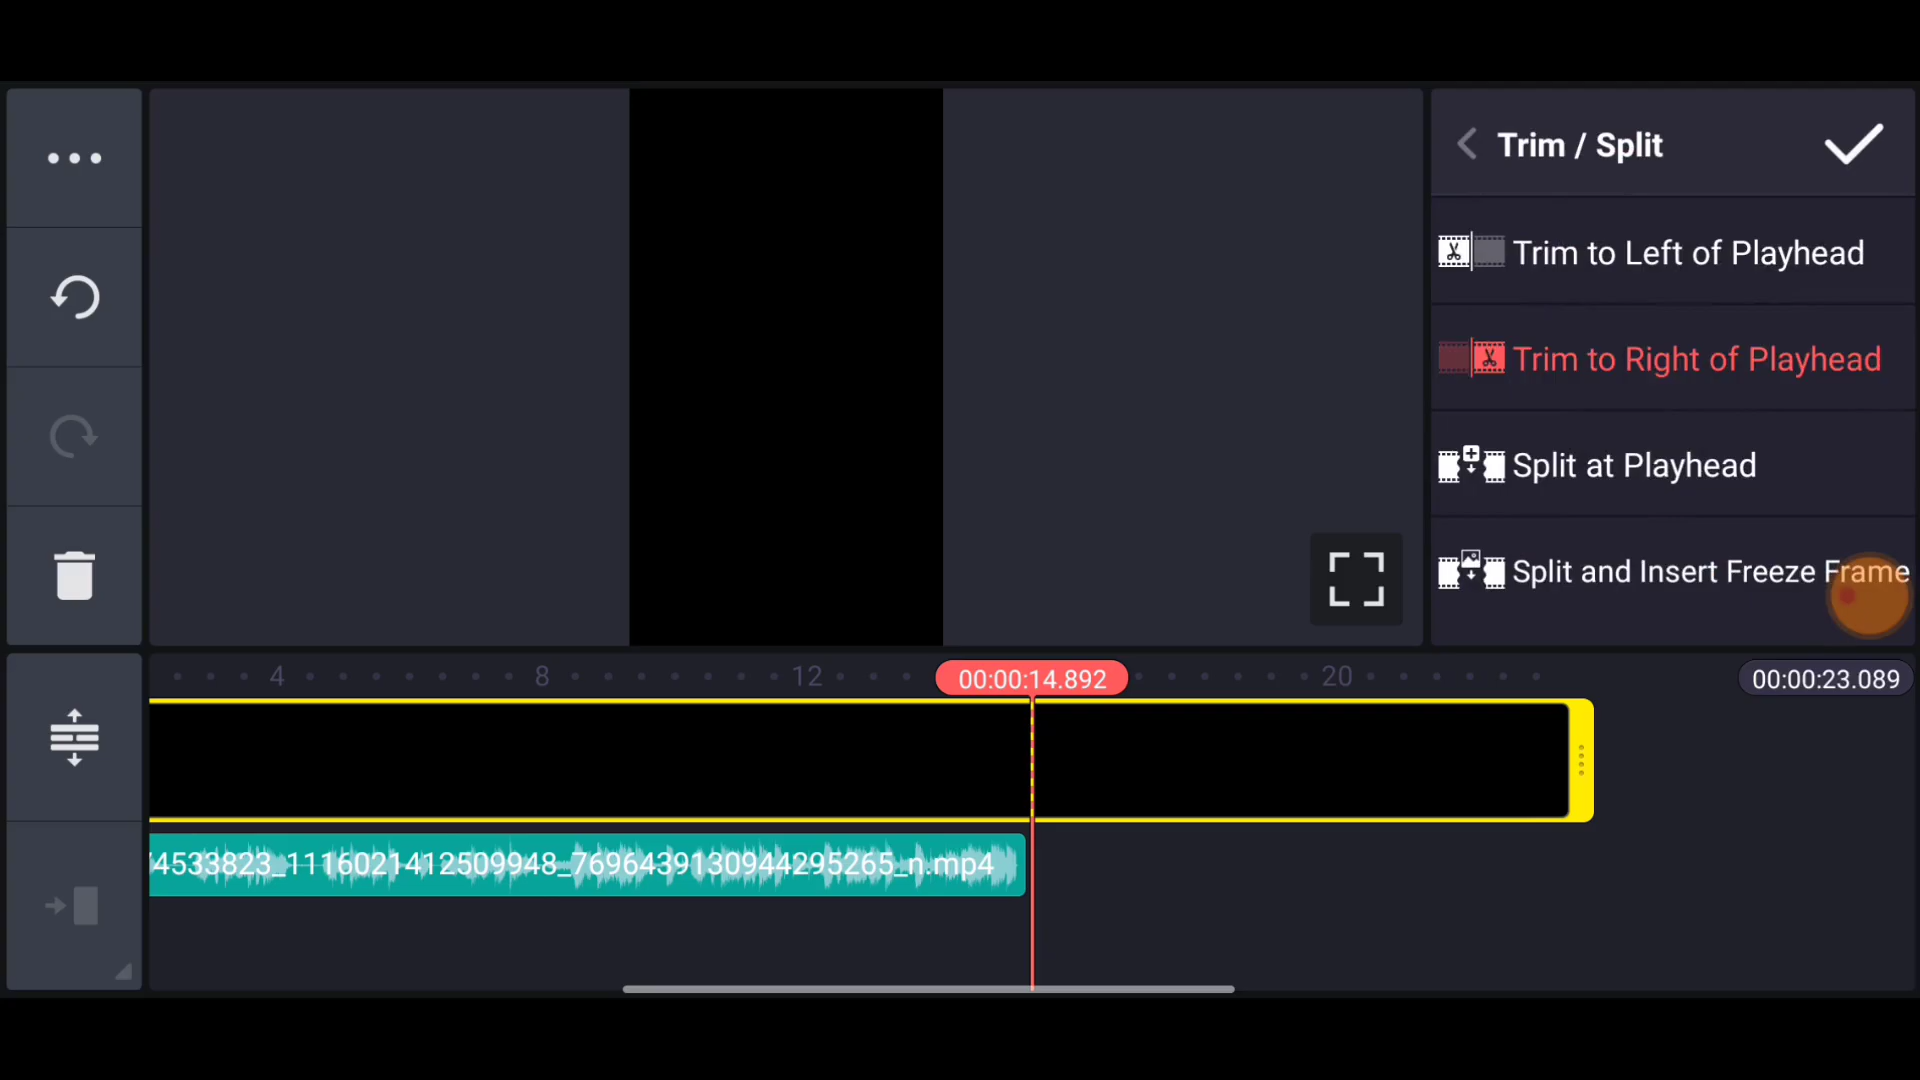 Trim / Split
Trim to Left of Playhead
Trim to Right of Playhead
Split at Playhead
Split and Insert Freeze Frame
4
8
12
00:00:14.892
20
00:00:23.089
74533823_1116021412509948_7696439130944295265_n.mp4